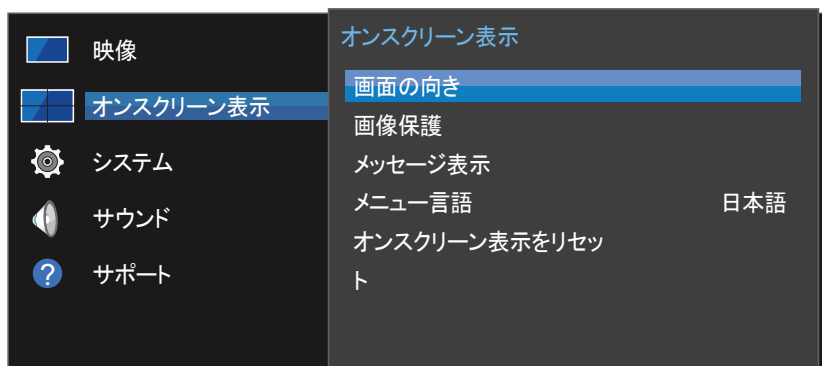 映像
オンスクリーン表示
システム
サウンド
?
サポート
オンスクリーン表示
画面の向き
画像保護
メッセージ表示
メニュー言語 日本語
オンスクリーン表示をリセッ
ト